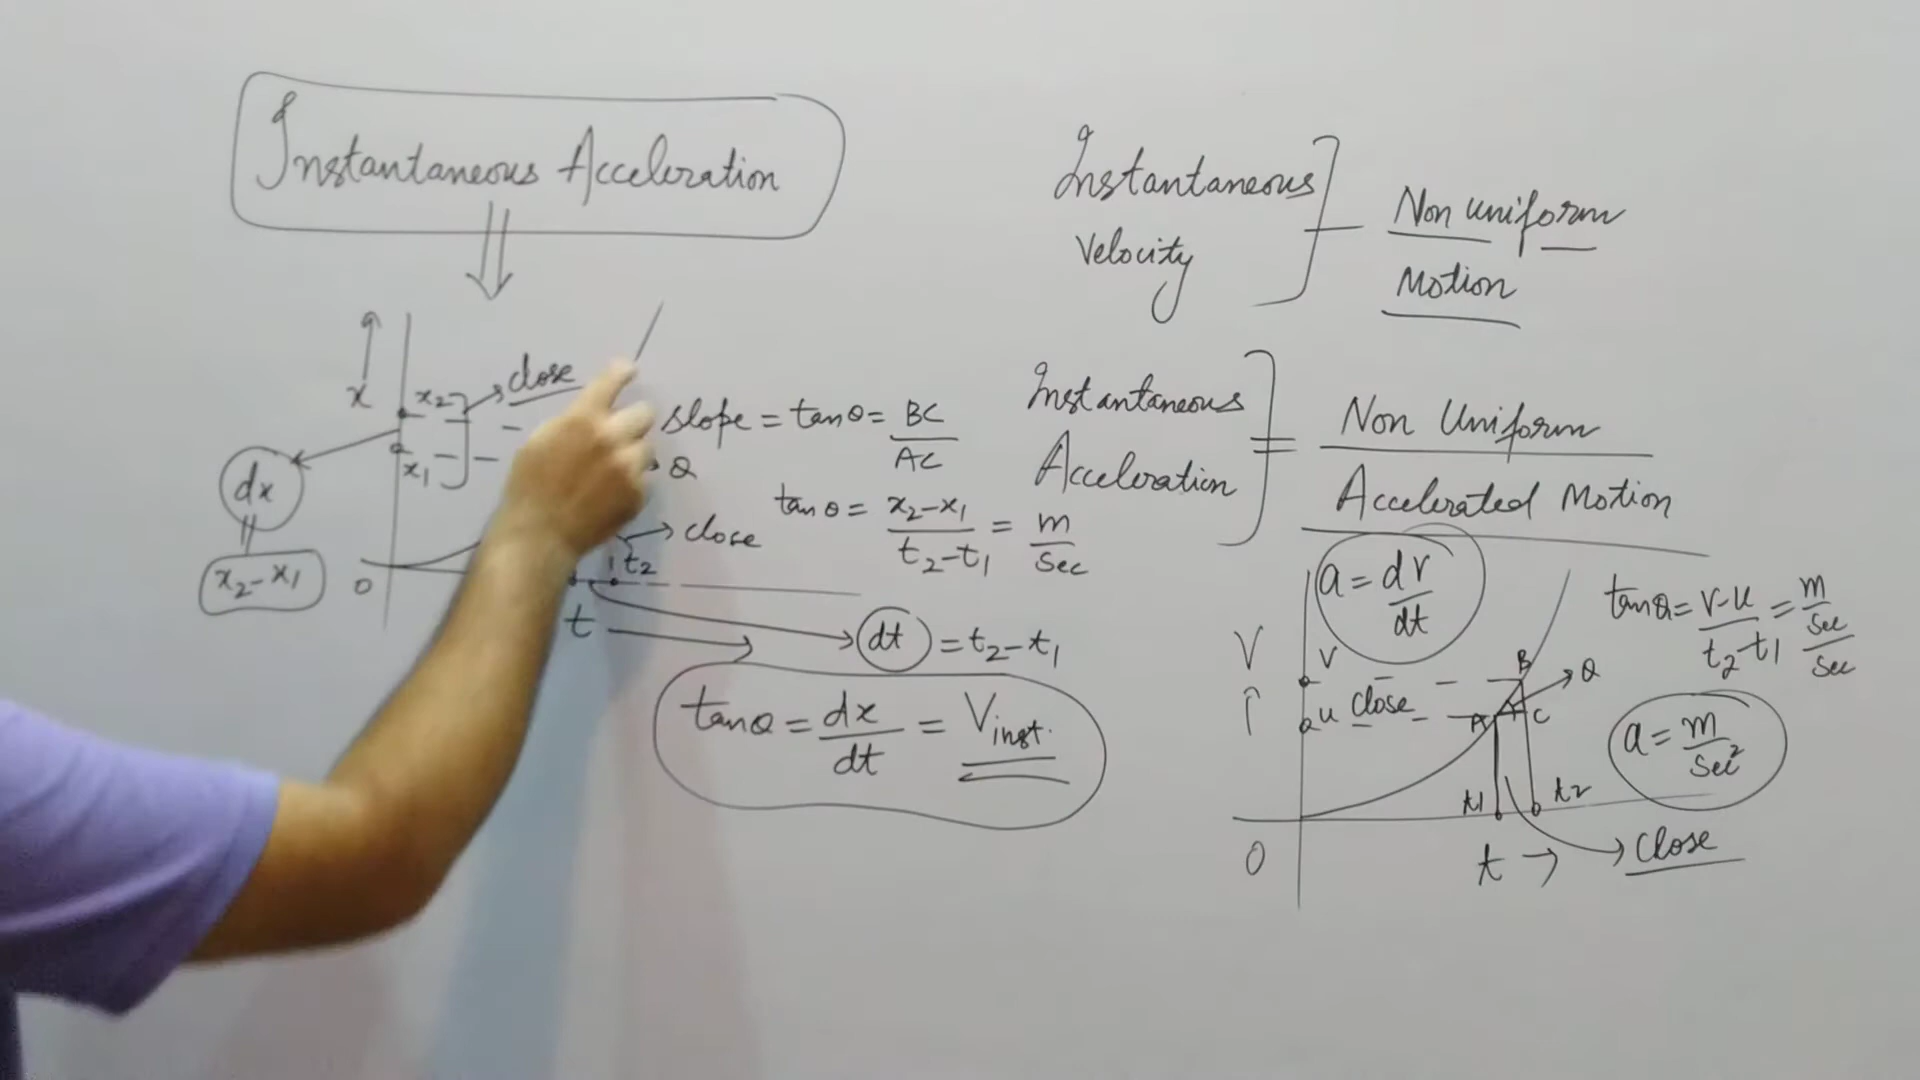 Instantaneous Acceleration
x
x2
close
x1
dx
x2-x1
0
t2
close
t
dt = t2-t1
slope = tanθ = BC/AC
θ
tanθ = x2-x1/t2-t1 = m/sec
tanθ = dx/dt = Vinst.
Instantaneous
Velocity
Non uniform
Motion
Instantaneous
Acceleration
Non Uniform
Accelerated Motion
a = dv/dt
tanθ = v-u/t2-t1 = m/sec/sec
V
v
B
θ
u close
A
C
a = m/sec²
t1
t2
0
t
close